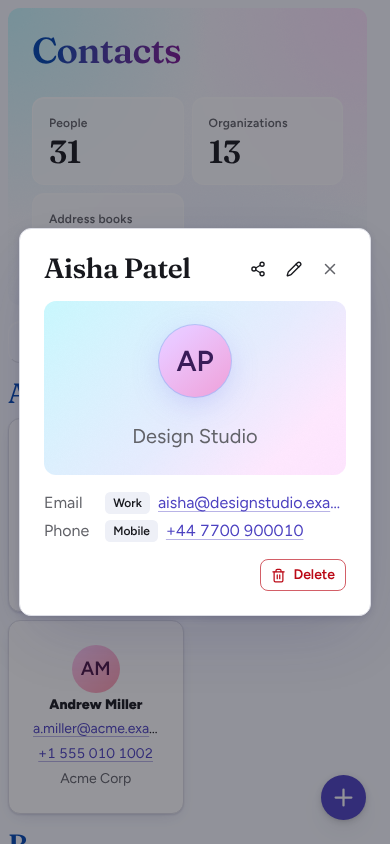 Contacts
People
31
Organizations
13
Address books
Aisha Patel
AP
Design Studio
Email Work aisha@designstudio.exa...
Phone Mobile +44 7700 900010
Delete
A
AM
Andrew Miller
a.miller@acme.exa...
+1 555 010 1002
Acme Corp
B